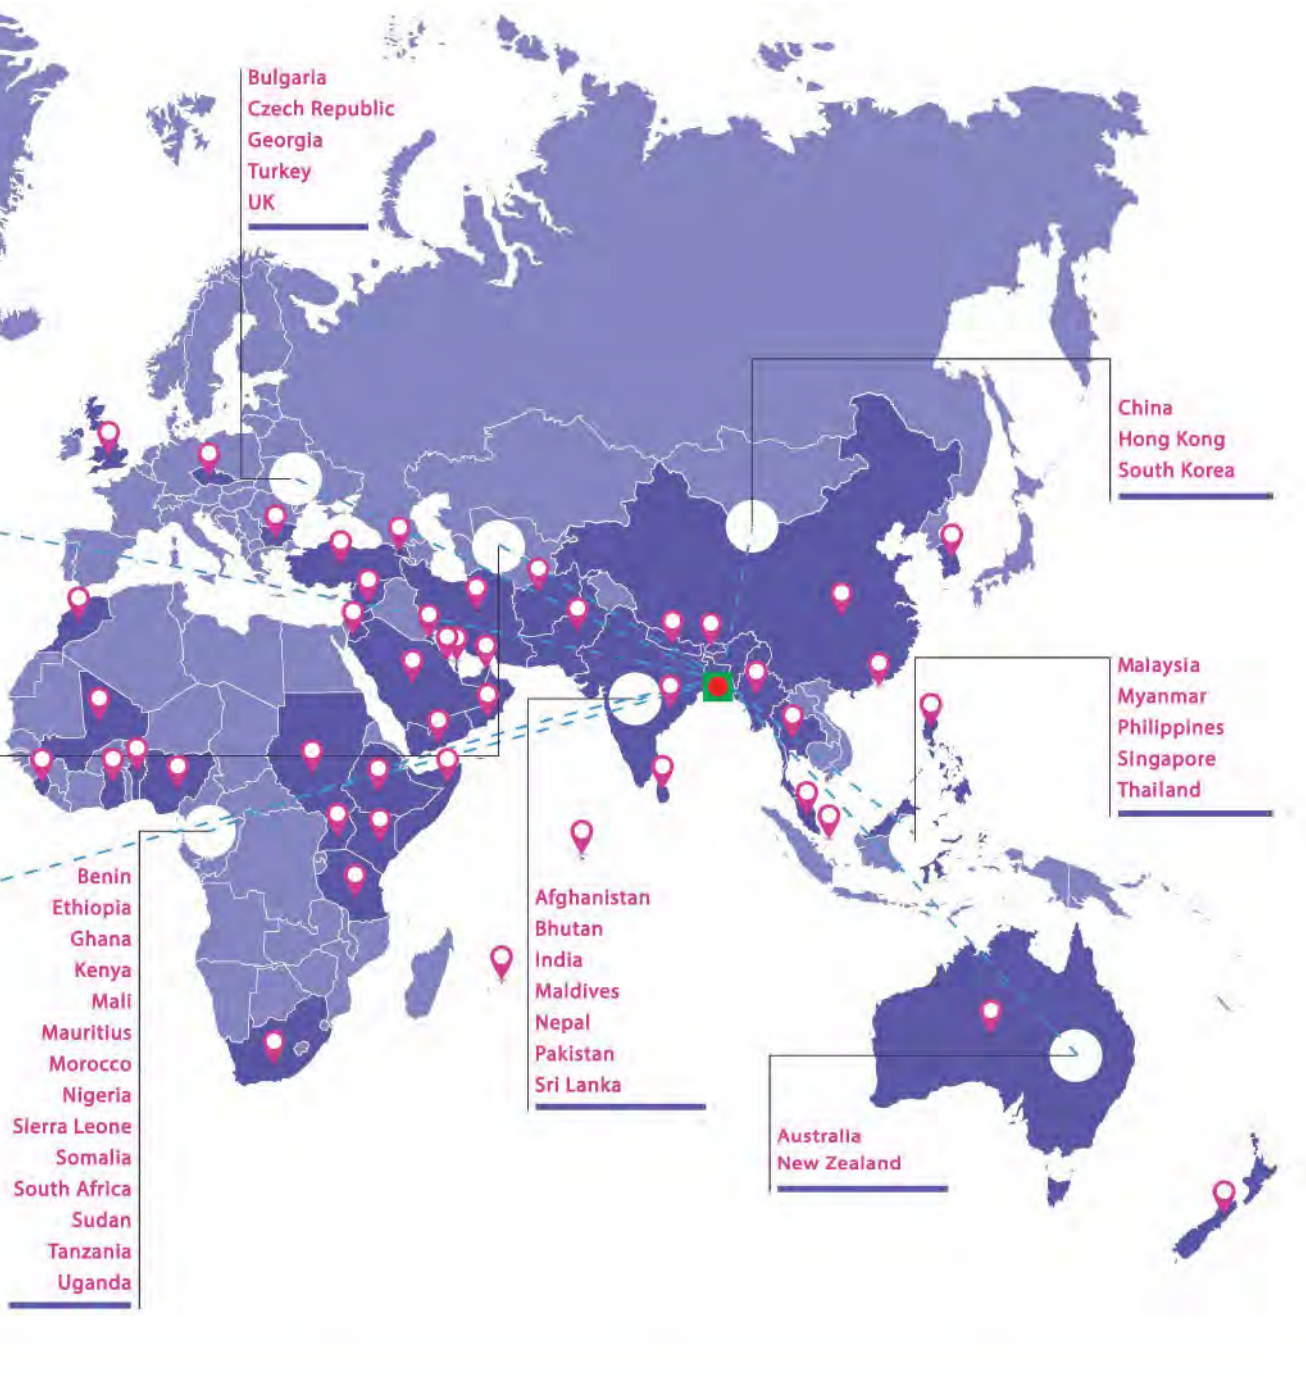 Bulgaria
Czech Republic
Georgia
Turkey
UK
China
Hong Kong
South Korea
Malaysia
Myanmar
Philippines
Singapore
Thailand
Benin
Ethiopia
Ghana
Kenya
Mali
Mauritius
Morocco
Nigeria
Sierra Leone
Somalia
South Africa
Sudan
Tanzania
Uganda
Afghanistan
Bhutan
India
Maldives
Nepal
Pakistan
Sri Lanka
Australia
New Zealand